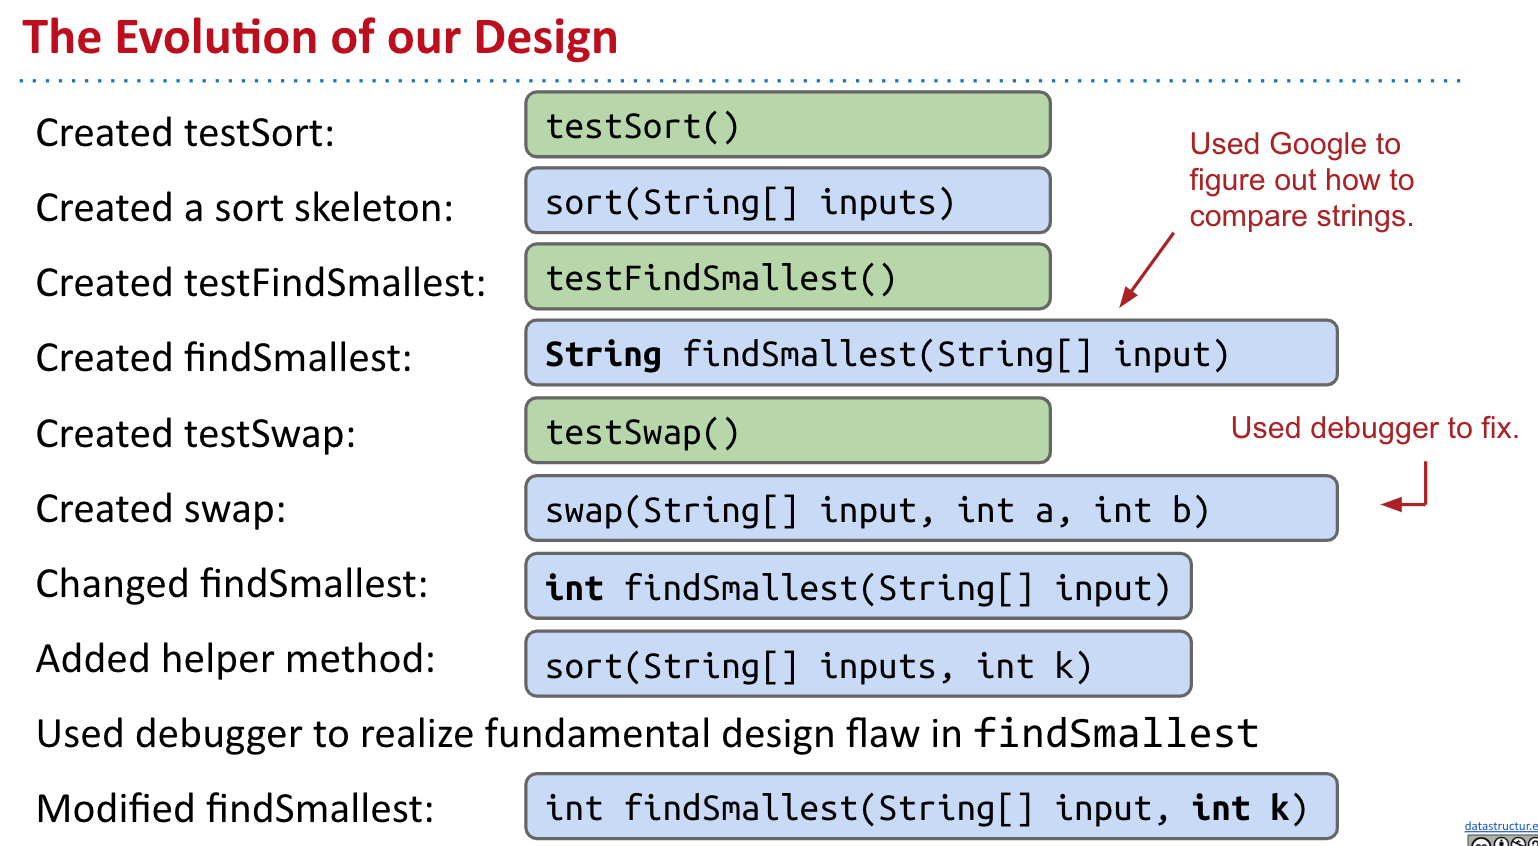 The Evolution of our Design
Created testSort:
testSort()
Used Google to
figure out how to
compare strings.
Created a sort skeleton:
sort(String[] inputs)
Created testFindSmallest:
testFindSmallest()
Created findSmallest:
String findSmallest(String[] input)
Created testSwap:
testSwap()
Used debugger to fix.
Created swap:
swap(String[] input, int a, int b)
Changed findSmallest:
int findSmallest(String[] input)
Added helper method:
sort(String[] inputs, int k)
Used debugger to realize fundamental design flaw in findSmallest
Modified findSmallest:
int findSmallest(String[] input, int k)
datastructur.e